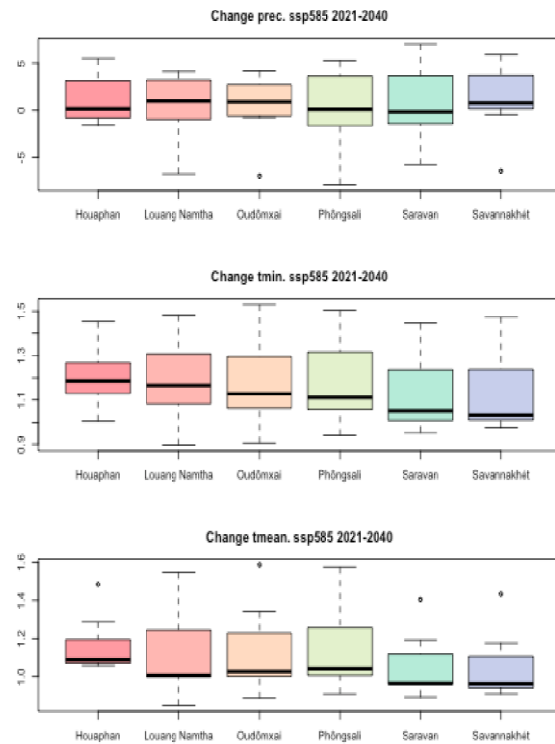 Change prec. ssp585 2021-2040
5
0
-5
Houaphan Louang Namtha Oudômxai Phôngsali Saravan Savannakhét
Change tmin. ssp585 2021-2040
1.5
1.3
1.1
0.9
Houaphan Louang Namtha Oudômxai Phôngsali Saravan Savannakhét
Change tmean. ssp585 2021-2040
1.6
1.4
1.2
1.0
Houaphan Louang Namtha Oudômxai Phôngsali Saravan Savannakhét